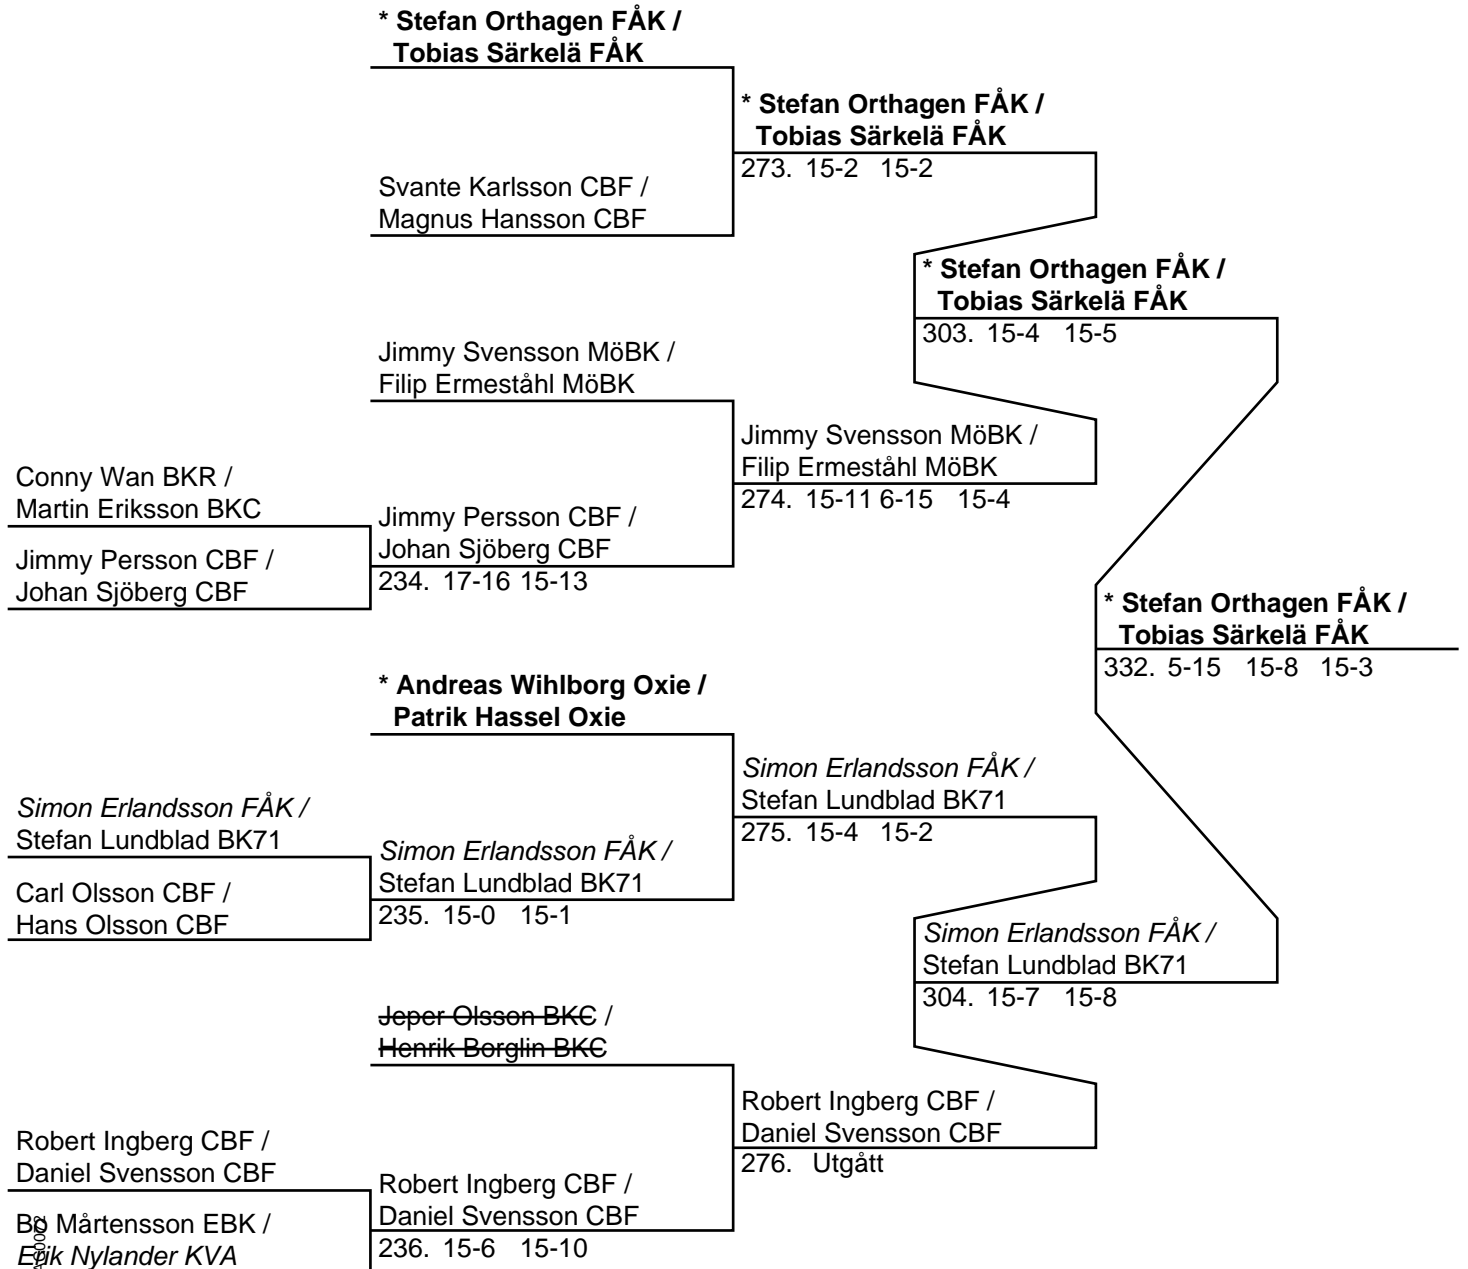 * Stefan Orthagen FÅK /
Tobias Särkelä FÅK
* Stefan Orthagen FÅK /
Tobias Särkelä FÅK
273. 15-2 15-2
Svante Karlsson CBF /
Magnus Hansson CBF
* Stefan Orthagen FÅK /
Tobias Särkelä FÅK
303. 15-4 15-5
Jimmy Svensson MöBK /
Filip Ermeståhl MöBK
Jimmy Svensson MöBK /
Filip Ermeståhl MöBK
274. 15-11 6-15 15-4
Conny Wan BKR /
Martin Eriksson BKC
Jimmy Persson CBF /
Johan Sjöberg CBF
234. 17-16 15-13
Jimmy Persson CBF /
Johan Sjöberg CBF
* Stefan Orthagen FÅK /
Tobias Särkelä FÅK
332. 5-15 15-8 15-3
* Andreas Wihlborg Oxie /
Patrik Hassel Oxie
Simon Erlandsson FÅK /
Stefan Lundblad BK71
275. 15-4 15-2
Simon Erlandsson FÅK /
Stefan Lundblad BK71
Simon Erlandsson FÅK /
Stefan Lundblad BK71
235. 15-0 15-1
Carl Olsson CBF /
Hans Olsson CBF
Simon Erlandsson FÅK /
Stefan Lundblad BK71
304. 15-7 15-8
Jeper Olsson BKC /
Henrik Borglin BKC
Robert Ingberg CBF /
Daniel Svensson CBF
276. Utgått
Robert Ingberg CBF /
Daniel Svensson CBF
Robert Ingberg CBF /
Daniel Svensson CBF
236. 15-6 15-10
Bo Mårtensson EBK /
Erik Nylander KVA